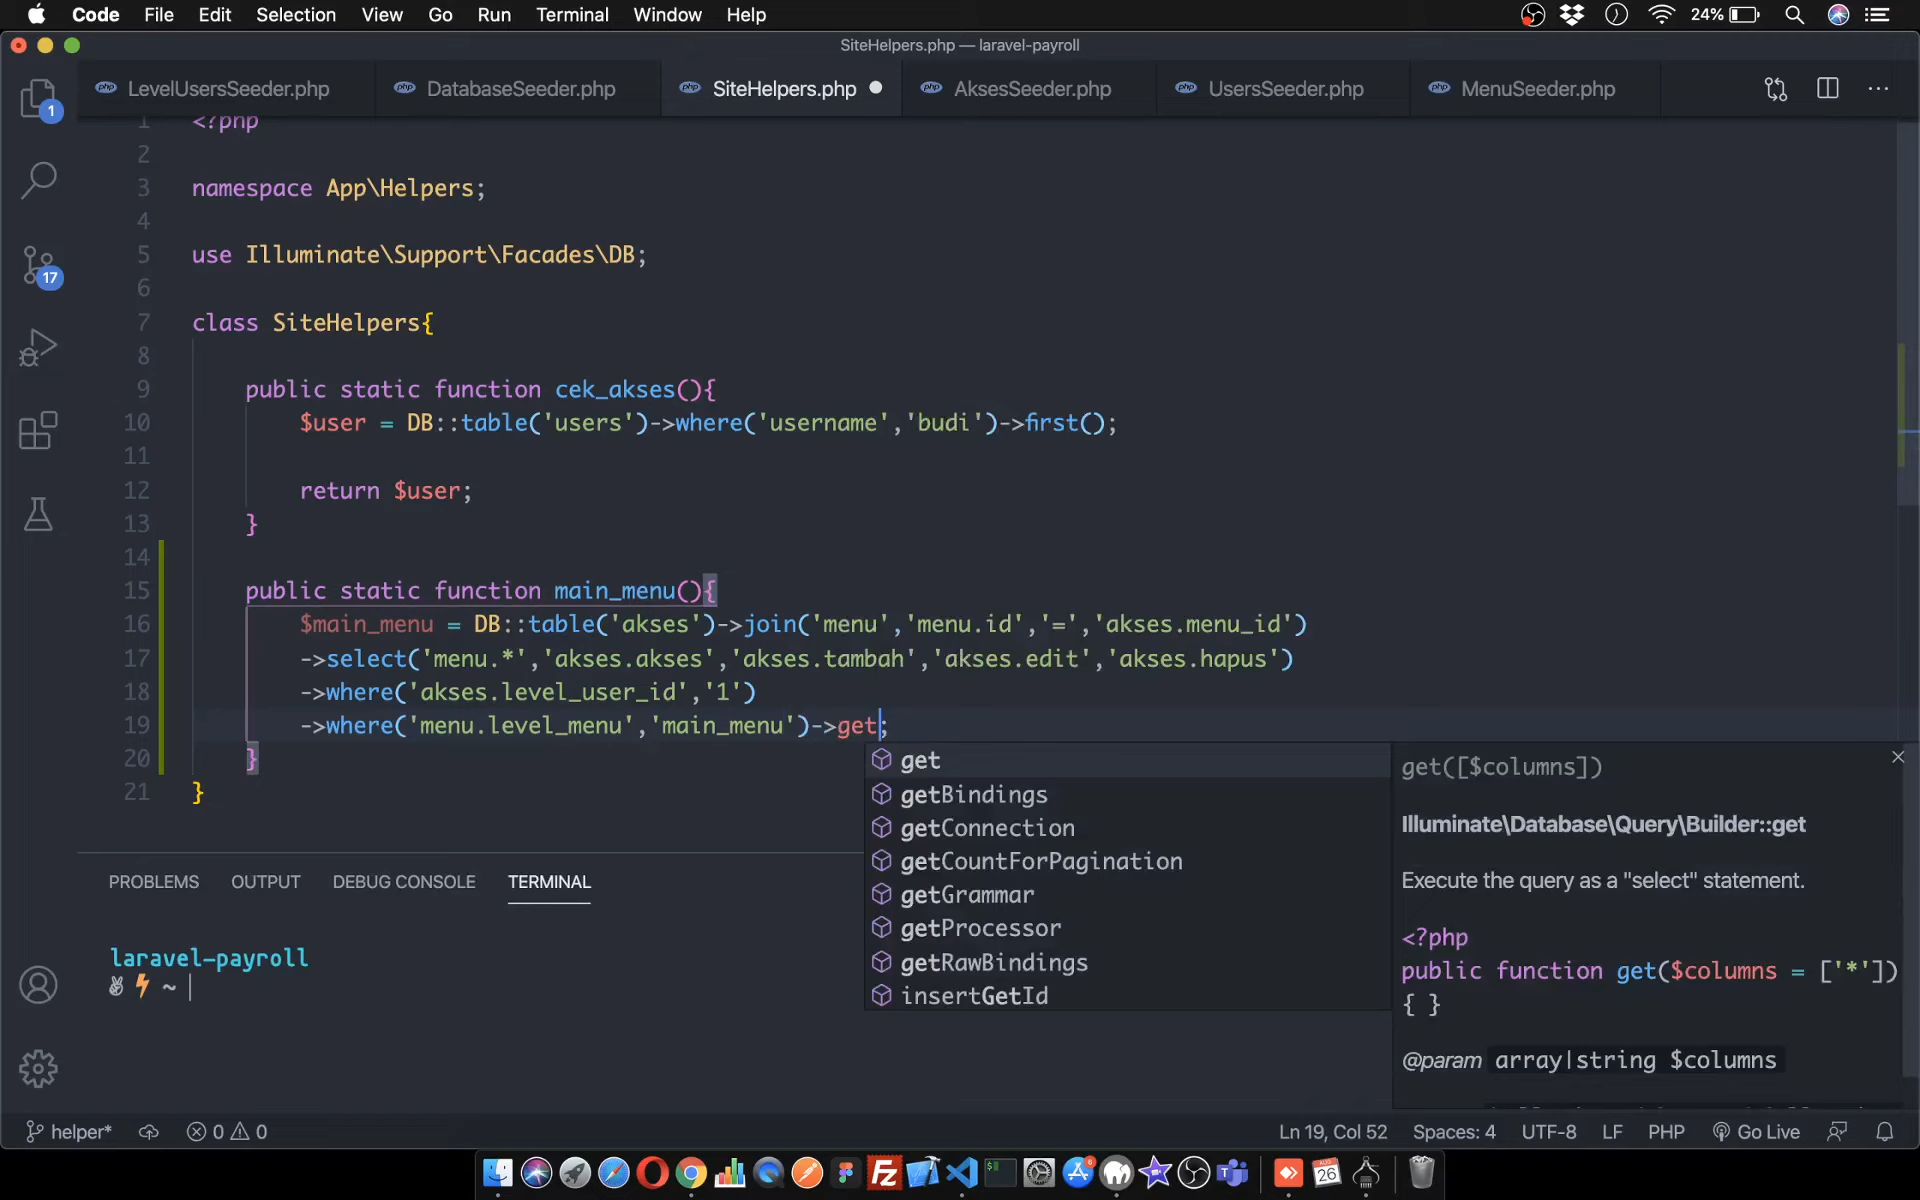 Code File Edit Selection View Go Run Terminal Window Help 24%
SiteHelpers.php — laravel-payroll
LevelUsersSeeder.php DatabaseSeeder.php SiteHelpers.php AksesSeeder.php UsersSeeder.php MenuSeeder.php
1
17
1 <?php
2
3 namespace App\Helpers;
4
5 use Illuminate\Support\Facades\DB;
6
7 class SiteHelpers{
8
9 public static function cek_akses(){
10 $user = DB::table('users')->where('username','budi')->first();
11
12 return $user;
13 }
14
15 public static function main_menu(){
16 $main_menu = DB::table('akses')->join('menu','menu.id','=','akses.menu_id')
17 ->select('menu.*','akses.akses','akses.tambah','akses.edit','akses.hapus')
18 ->where('akses.level_user_id','1')
19 ->where('menu.level_menu','main_menu')->get;
20 }
21 }
get
getBindings
getConnection
getCountForPagination
getGrammar
getProcessor
getRawBindings
insertGetId
get([$columns])
Illuminate\Database\Query\Builder::get
Execute the query as a "select" statement.
<?php
public function get($columns = ['*'])
{ }
@param array|string $columns
PROBLEMS OUTPUT DEBUG CONSOLE TERMINAL
laravel-payroll
~
helper* 0 0 Ln 19, Col 52 Spaces: 4 UTF-8 LF PHP Go Live